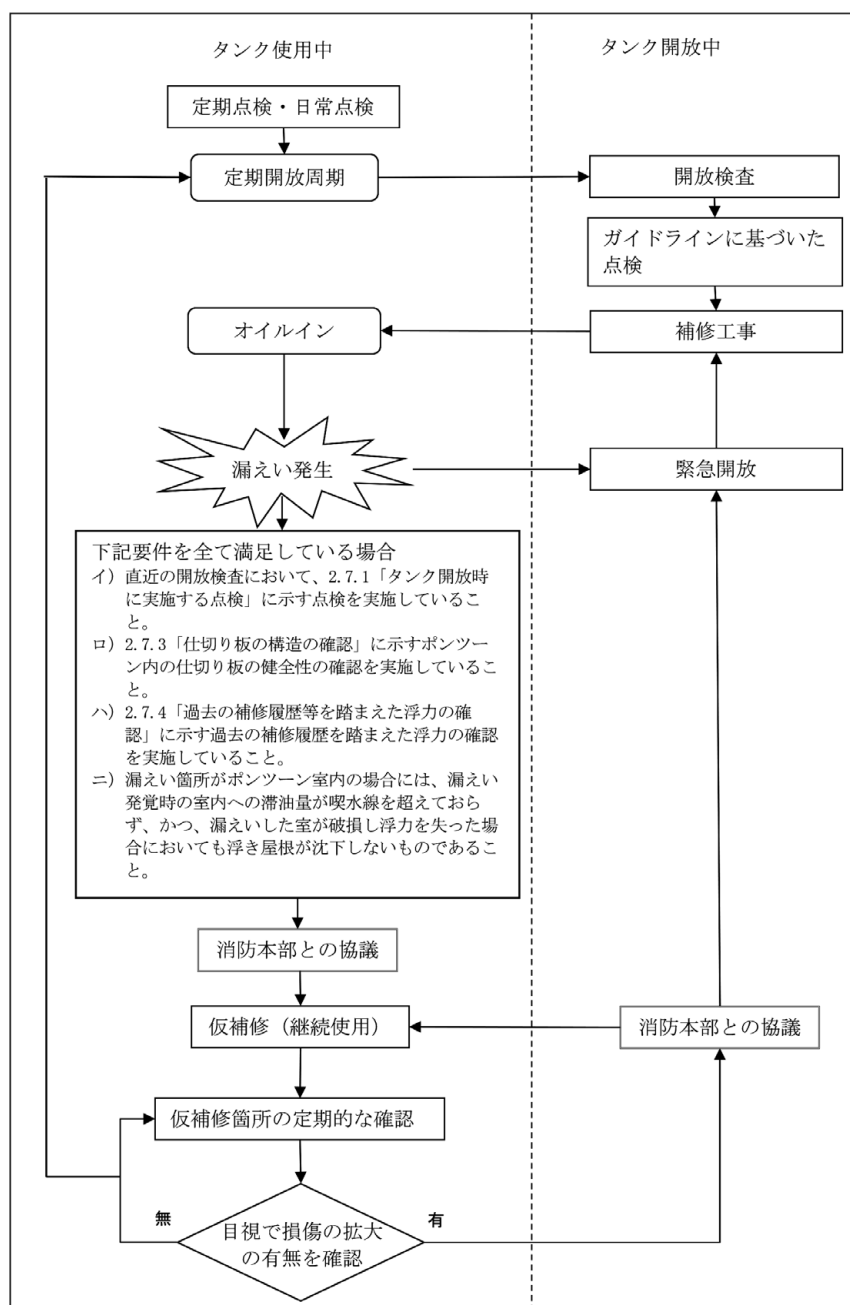 タンク使用中
タンク開放中
定期点検・日常点検
定期開放周期
開放検査
ガイドラインに基づいた
点検
オイルイン
補修工事
漏えい発生
緊急開放
下記要件を全て満足している場合
イ）直近の開放検査において、2.7.1「タンク開放時
に実施する点検」に示す点検を実施しているこ
と。
ロ）2.7.3「仕切り板の構造の確認」に示すポンツー
ン内の仕切り板の健全性の確認を実施しているこ
と。
ハ）2.7.4「過去の補修履歴等を踏まえた浮力の確
認」に示す過去の補修履歴を踏まえた浮力の確認
を実施していること。
ニ）漏えい箇所がポンツーン室内の場合には、漏えい
発覚時の室内への滞油量が喫水線を超えておら
ず、かつ、漏えいした室が破損し浮力を失った場
合においても浮き屋根が沈下しないものであるこ
と。
消防本部との協議
仮補修（継続使用）
消防本部との協議
仮補修箇所の定期的な確認
無
有
目視で損傷の拡大
の有無を確認